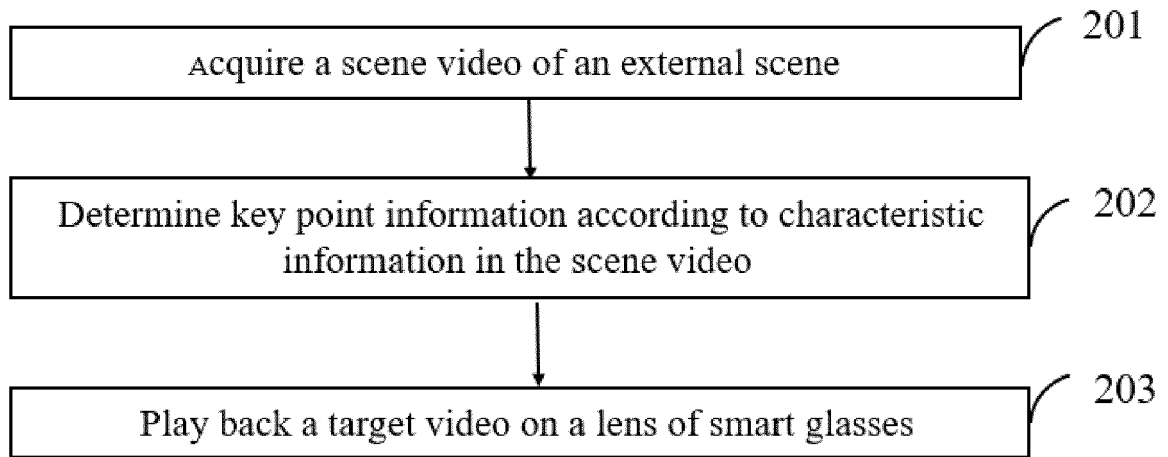 201
Acquire a scene video of an external scene
202
Determine key point information according to characteristic
information in the scene video
203
Play back a target video on a lens of smart glasses